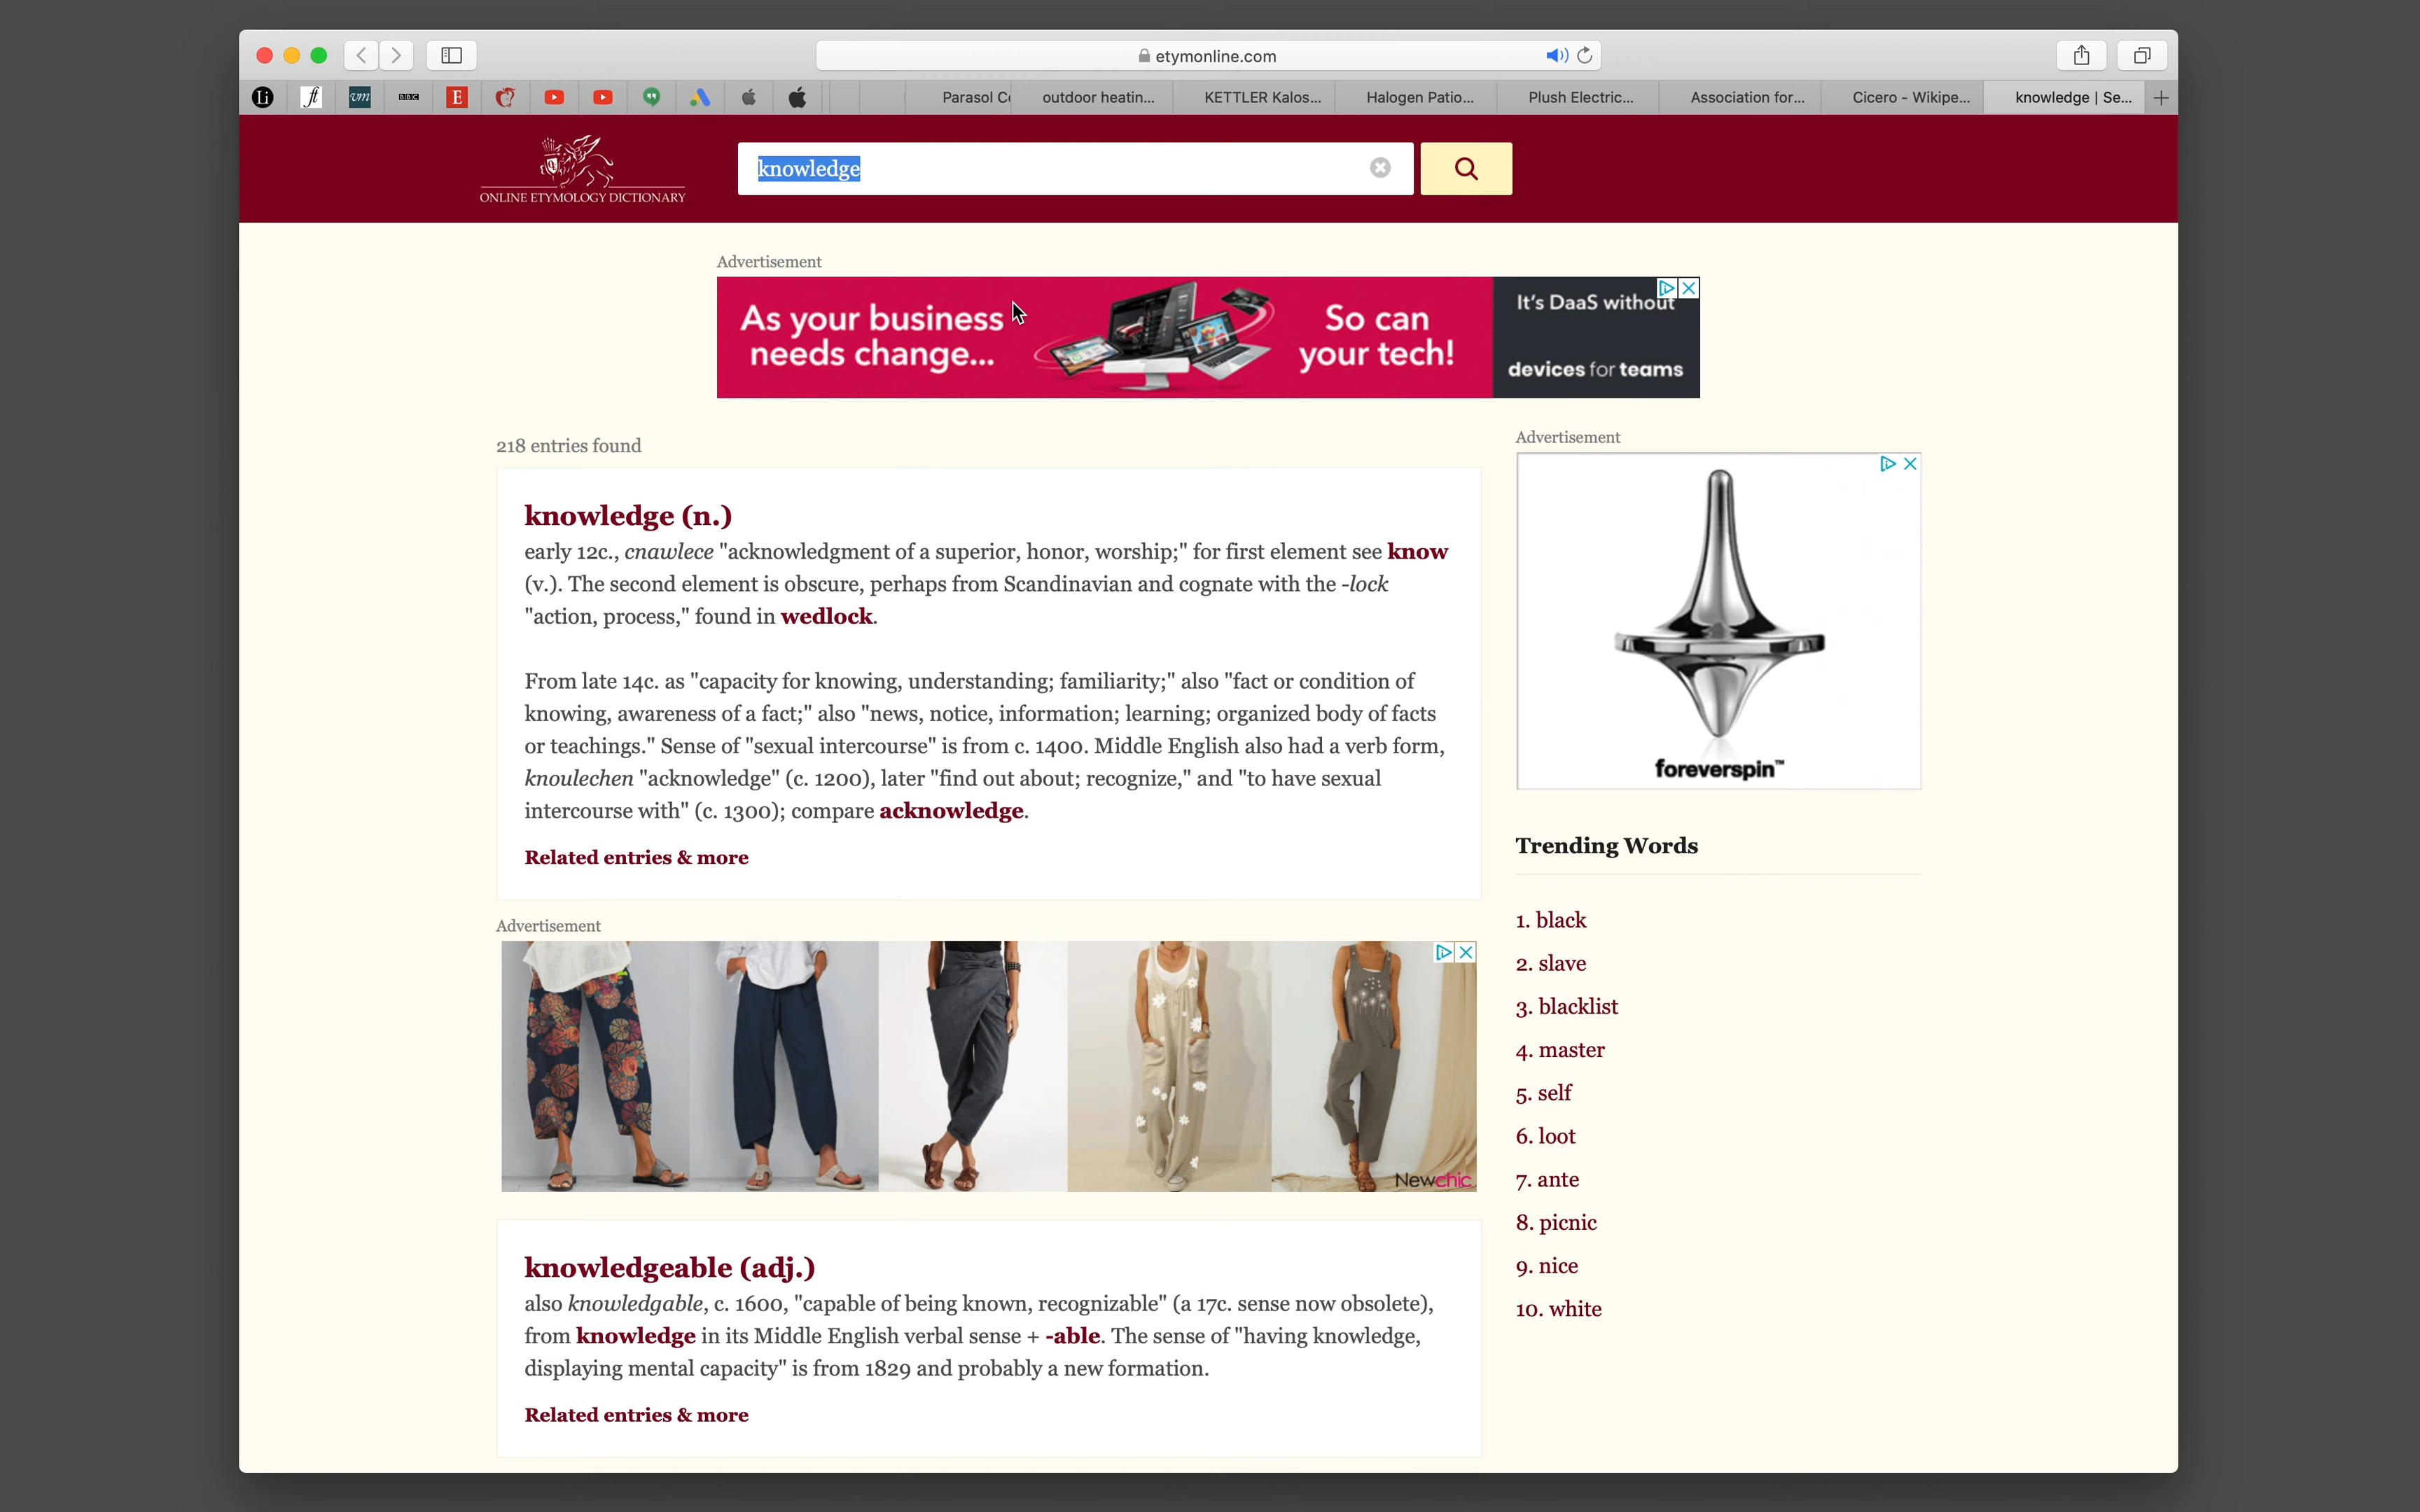 etymonline.com
Li
ft
vm
BBC
E
Parasol Co
outdoor heatin...
KETTLER Kalos...
Halogen Patio...
Plush Electric...
Association for...
Cicero - Wikipe...
knowledge | Se...
ONLINE ETYMOLOGY DICTIONARY
knowledge
Advertisement
As your business
needs change...
So can
your tech!
It's DaaS without
devices for teams
218 entries found
knowledge (n.)
early 12c., cnawlece "acknowledgment of a superior, honor, worship;" for first element see know
(v.). The second element is obscure, perhaps from Scandinavian and cognate with the -lock
"action, process," found in wedlock.
From late 14c. as "capacity for knowing, understanding; familiarity;" also "fact or condition of
knowing, awareness of a fact;" also "news, notice, information; learning; organized body of facts
or teachings." Sense of "sexual intercourse" is from c. 1400. Middle English also had a verb form,
knoulechen "acknowledge" (c. 1200), later "find out about; recognize," and "to have sexual
intercourse with" (c. 1300); compare acknowledge.
Related entries & more
Advertisement
Newchic
knowledgeable (adj.)
also knowledgable, c. 1600, "capable of being known, recognizable" (a 17c. sense now obsolete),
from knowledge in its Middle English verbal sense + -able. The sense of "having knowledge,
displaying mental capacity" is from 1829 and probably a new formation.
Related entries & more
Advertisement
foreverspin™
Trending Words
1. black
2. slave
3. blacklist
4. master
5. self
6. loot
7. ante
8. picnic
9. nice
10. white